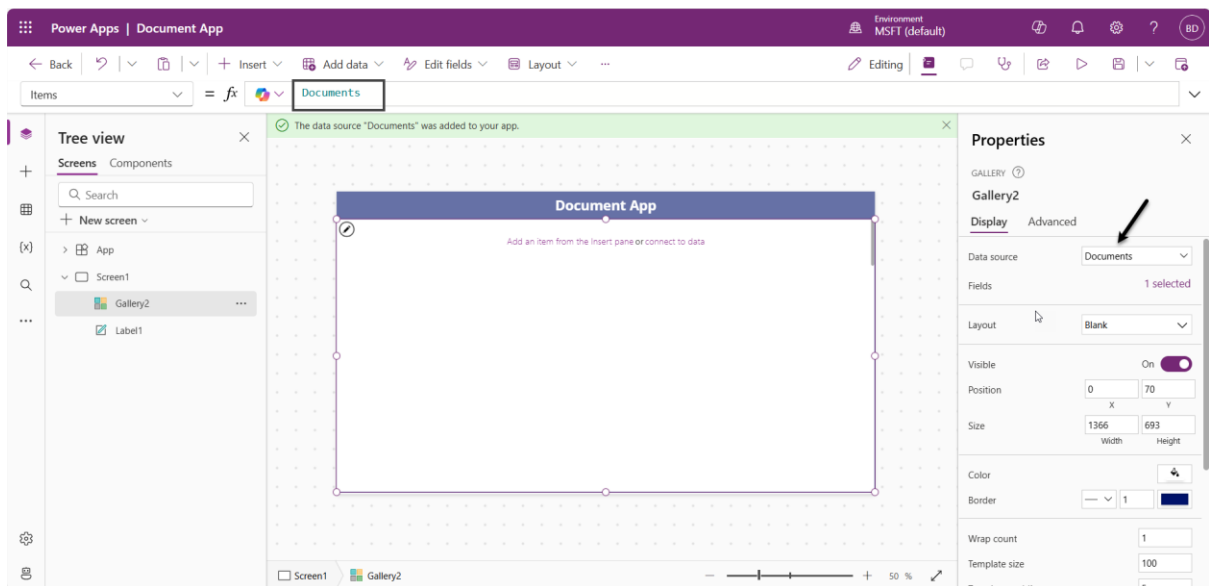 Power Apps | Document App
Environment
MSFT (default)
BD
Back
Insert
Add data
Edit fields
Layout
...
Editing
Items
= fx
Documents
Tree view
Screens Components
Search
New screen
App
Screen1
Gallery2
...
Label1
The data source "Documents" was added to your app.
Document App
Add an item from the Insert pane or connect to data
Screen1 Gallery2
50 %
Properties
GALLERY ?
Gallery2
Display Advanced
Data source Documents
Fields 1 selected
Layout Blank
Visible On
Position 0 70
X Y
Size 1366 693
Width Height
Color
Border 1
Wrap count 1
Template size 100